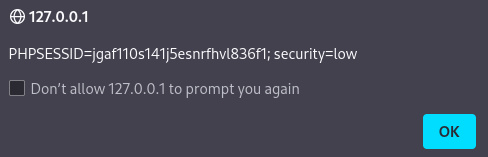 127.0.0.1
PHPSESSID=jgaf110s141j5esnrfhvl836f1; security=low
Don't allow 127.0.0.1 to prompt you again
OK